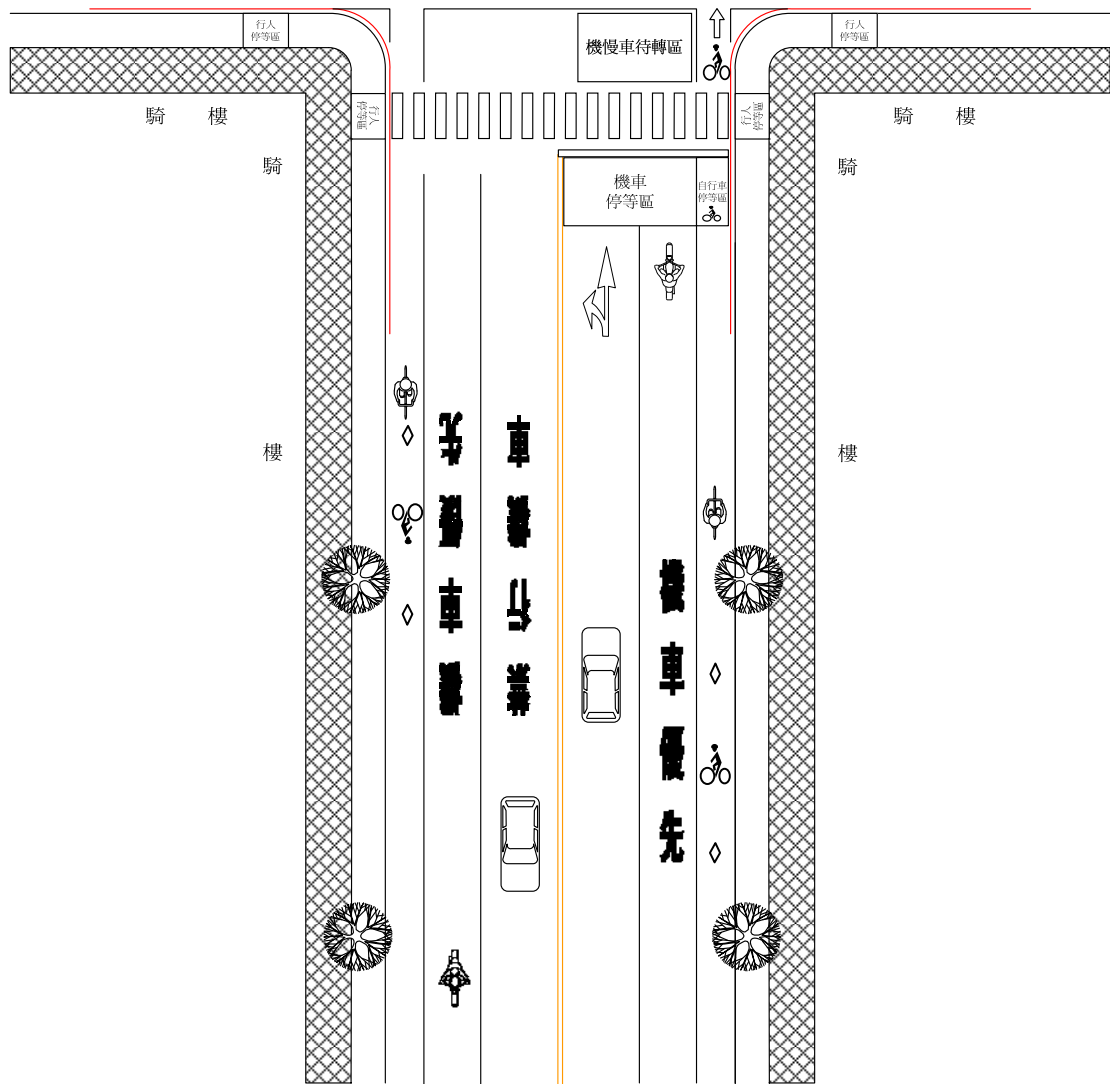 行人
停等區
機慢車待轉區
行人
停等區
行人
停等區
行人
停等區
騎 樓
騎 樓
騎
機車
停等區
自行車
停等區
騎
樓
樓
機車優先
禁行機車
機車優先